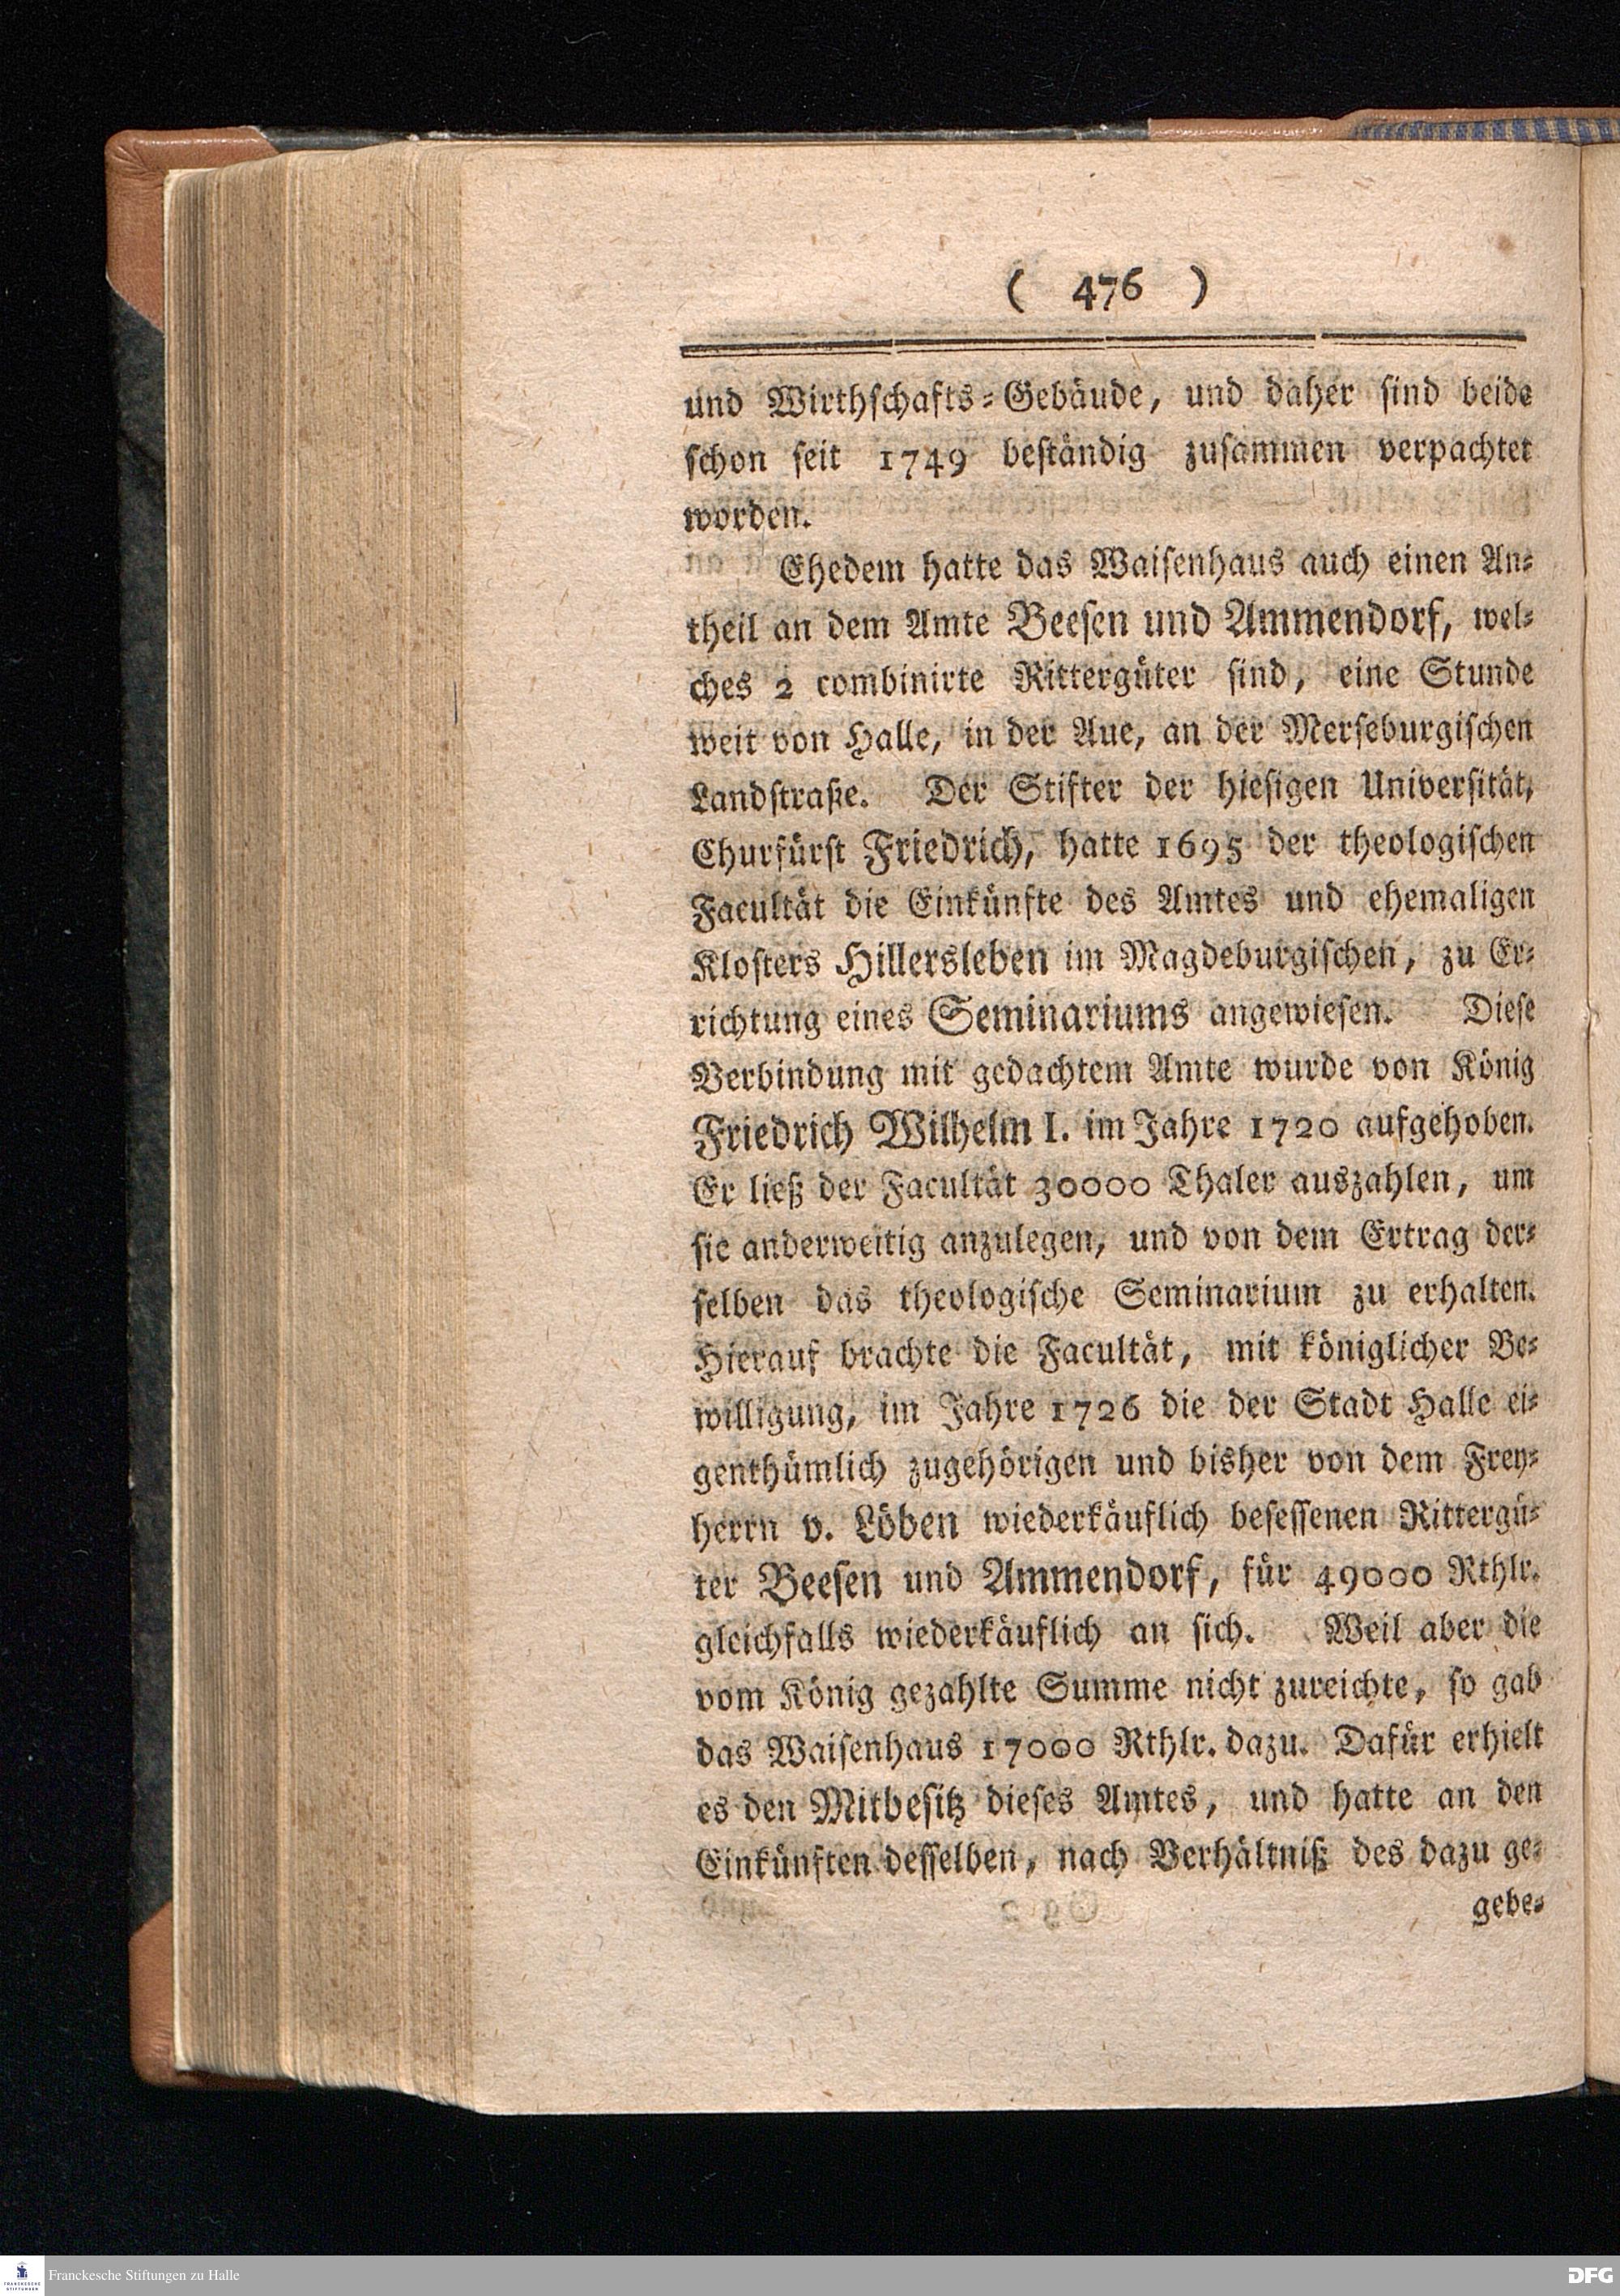 ( 476 )
und Wirthschafts-Gebäude, und daher sind beide
schon seit 1749 beständig zusammen verpachtet
worden.
Ehedem hatte das Waisenhaus auch einen An-
theil an dem Amte Beesen und Ammendorf, wel-
ches 2 combinirte Rittergüter sind, eine Stunde
weit von Halle, in der Aue, an der Merseburgischen
Landstraße. Der Stifter der hiesigen Universität,
Churfürst Friedrich, hatte 1695 der theologischen
Facultät die Einkünfte des Amtes und ehemaligen
Klosters Hillersleben im Magdeburgischen, zu Er-
richtung eines Seminariums angewiesen. Diese
Verbindung mit gedachtem Amte wurde von König
Friedrich Wilhelm I. im Jahre 1720 aufgehoben.
Er ließ der Facultät 30000 Thaler auszahlen, um
sie anderweitig anzulegen, und von dem Ertrag der-
selben das theologische Seminarium zu erhalten.
Hierauf brachte die Facultät, mit königlicher Be-
willigung, im Jahre 1726 die der Stadt Halle ei-
genthümlich zugehörigen und bisher von dem Frey-
herrn v. Löben wiederkäuflich besessenen Rittergü-
ter Beesen und Ammendorf, für 49000 Rthlr.
gleichfalls wiederkäuflich an sich. Weil aber die
vom König gezahlte Summe nicht zureichte, so gab
das Waisenhaus 17000 Rthlr. dazu. Dafür erhielt
es den Mitbesitz dieses Amtes, und hatte an den
Einkünften desselben, nach Verhältniß des dazu ge-
gebe-
FRANCKESCHE STIFTUNGEN
Franckesche Stiftungen zu Halle
DFG